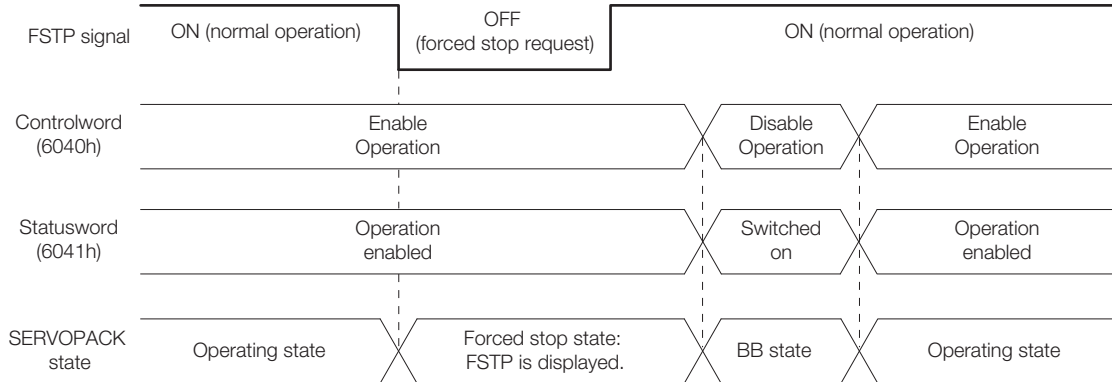 FSTP signal
ON (normal operation)
OFF
(forced stop request)
ON (normal operation)
Controlword
(6040h)
Enable
Operation
Disable
Operation
Enable
Operation
Statusword
(6041h)
Operation
enabled
Switched
on
Operation
enabled
SERVOPACK
state
Operating state
Forced stop state:
FSTP is displayed.
BB state
Operating state